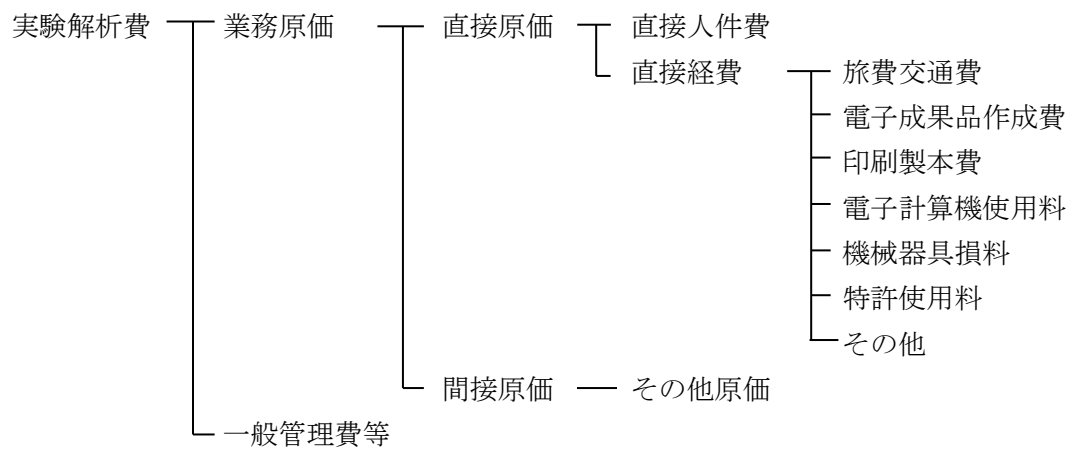 実験解析費 業務原価 直接原価 直接人件費
直接経費 旅費交通費
電子成果品作成費
印刷製本費
電子計算機使用料
機械器具損料
特許使用料
その他
間接原価 その他原価
一般管理費等